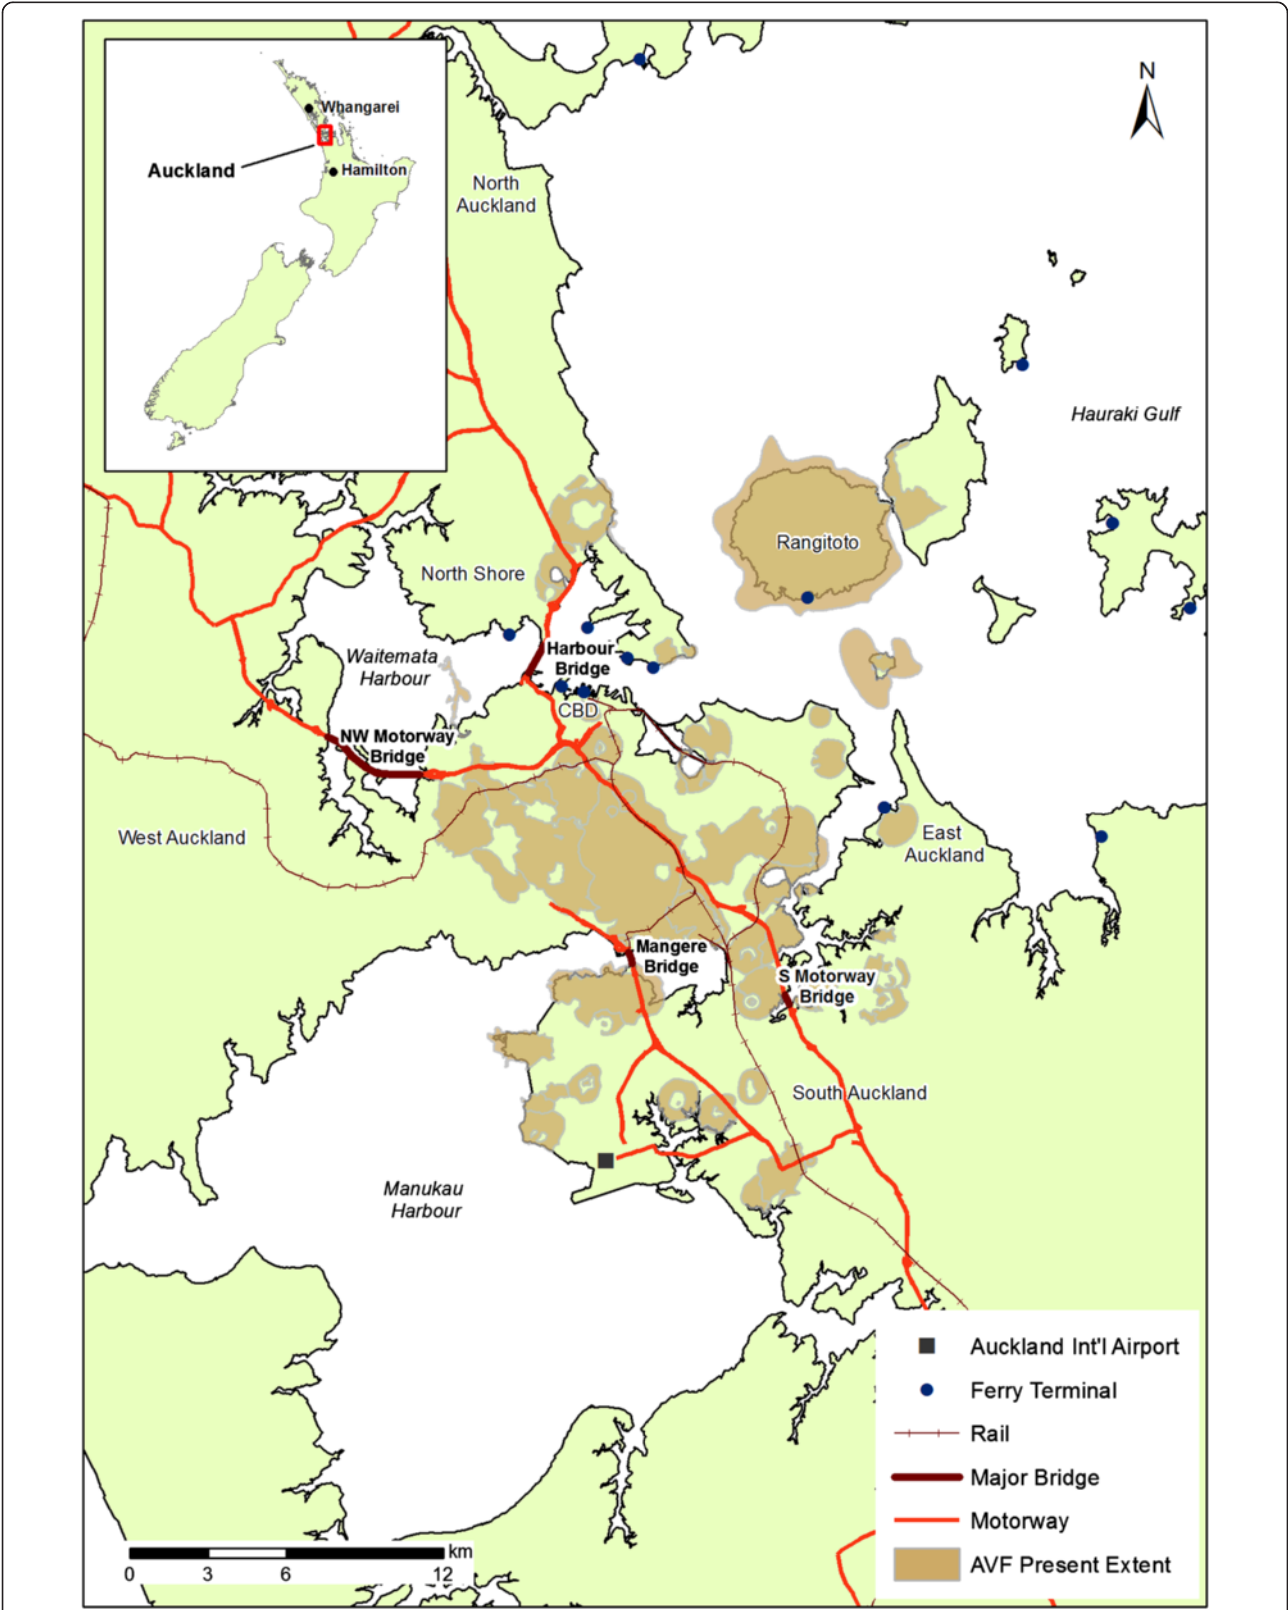 N
Whangarei
Auckland
Hamilton
North
Auckland
Hauraki Gulf
Rangitoto
North Shore
Harbour
Bridge
Waitemata
Harbour
CBD
NW Motorway
Bridge
West Auckland
East
Auckland
Mangere
Bridge
S Motorway
Bridge
South Auckland
Manukau
Harbour
Auckland Int'l Airport
Ferry Terminal
Rail
Major Bridge
Motorway
AVF Present Extent
km
0 3 6 12